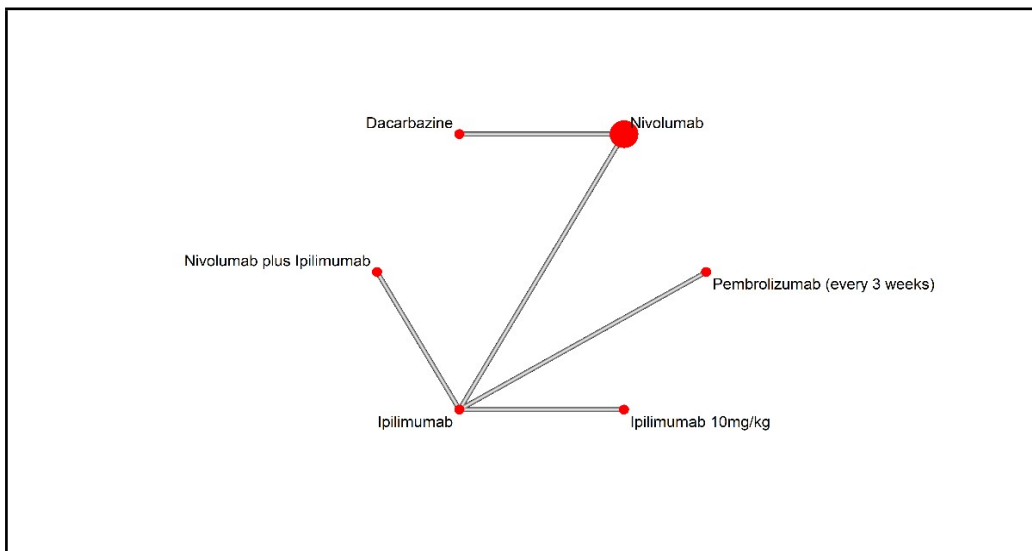 Dacarbazine
Nivolumab
Nivolumab plus Ipilimumab
Pembrolizumab (every 3 weeks)
Ipilimumab
Ipilimumab 10mg/kg